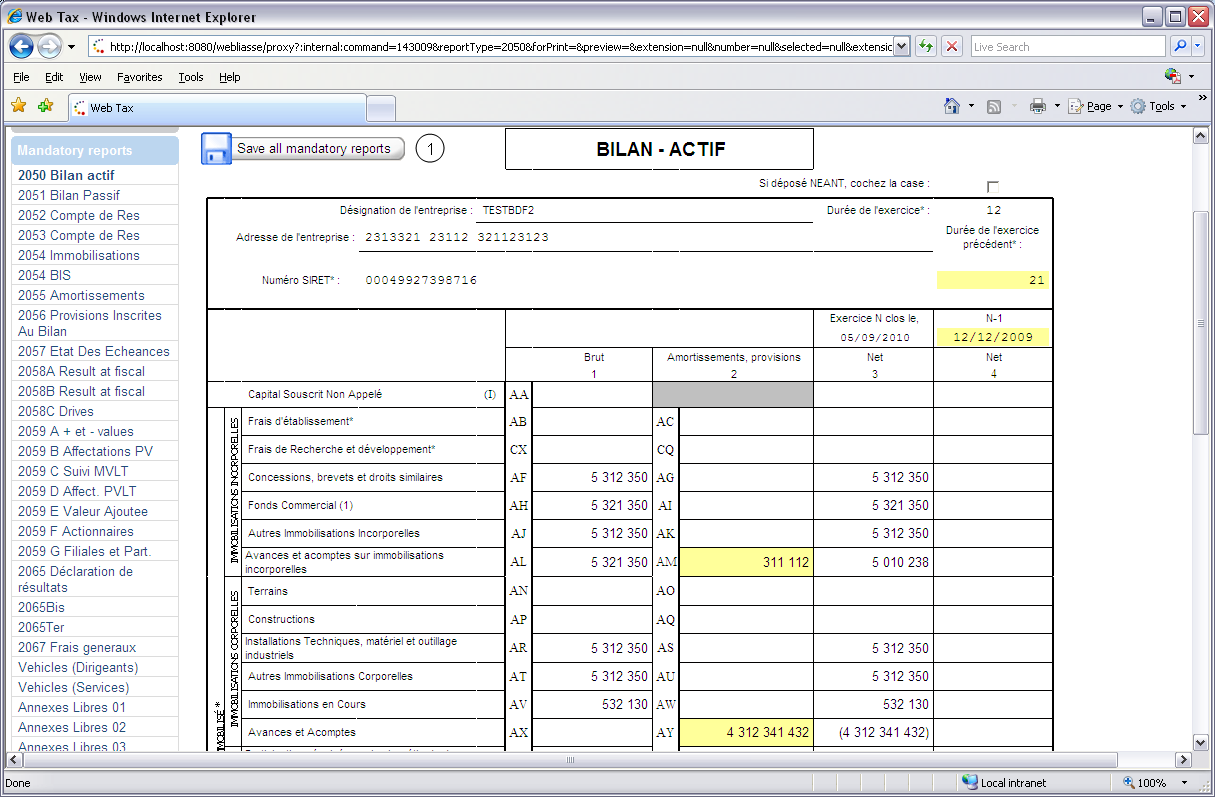 Web Tax - Windows Internet Explorer
http://localhost:8080/webliasse/proxy?:internal:command=143009&reportType=2050&forPrint=&preview=&extension=null&number=null&selected=null&extensic
Live Search
File Edit View Favorites Tools Help
Web Tax
Page Tools »
Mandatory reports
2050 Bilan actif
2051 Bilan Passif
2052 Compte de Res
2053 Compte de Res
2054 Immobilisations
2054 BIS
2055 Amortissements
2056 Provisions Inscrites
Au Bilan
2057 Etat Des Echeances
2058A Result at fiscal
2058B Result at fiscal
2058C Drives
2059 A + et - values
2059 B Affectations PV
2059 C Suivi MVLT
2059 D Affect. PVLT
2059 E Valeur Ajoutee
2059 F Actionnaires
2059 G Filiales et Part.
2065 Déclaration de
résultats
2065Bis
2065Ter
2067 Frais generaux
Vehicles (Dirigeants)
Vehicles (Services)
Annexes Libres 01
Annexes Libres 02
Annexes Libres 03
Save all mandatory reports 1
BILAN - ACTIF
Si déposé NEANT, cochez la case :
Désignation de l'entreprise : TESTBDF2 Durée de l'exercice* : 12
Adresse de l'entreprise : 2313321 23112 321123123
Durée de l'exercice
précédent* :
Numéro SIRET* : 00049927398716 21
Exercice N clos le, N-1
05/09/2010 12/12/2009
Brut Amortissements, provisions Net Net
1 2 3 4
Capital Souscrit Non Appelé (I) AA
IMMOBILISATIONS INCORPORELLES
Frais d'établissement* AB AC
Frais de Recherche et développement* CX CQ
Concessions, brevets et droits similaires AF 5 312 350 AG 5 312 350
Fonds Commercial (1) AH 5 321 350 AI 5 321 350
Autres Immobilisations Incorporelles AJ 5 312 350 AK 5 312 350
Avances et acomptes sur immobilisations
incorporelles AL 5 321 350 AM 311 112 5 010 238
IMMOBILISATIONS CORPORELLES
Terrains AN AO
Constructions AP AQ
Installations Techniques, matériel et outillage
industriels AR 5 312 350 AS 5 312 350
Autres Immobilisations Corporelles AT 5 312 350 AU 5 312 350
Immobilisations en Cours AV 532 130 AW 532 130
Avances et Acomptes AX AY 4 312 341 432 (4 312 341 432)
Done Local intranet 100%